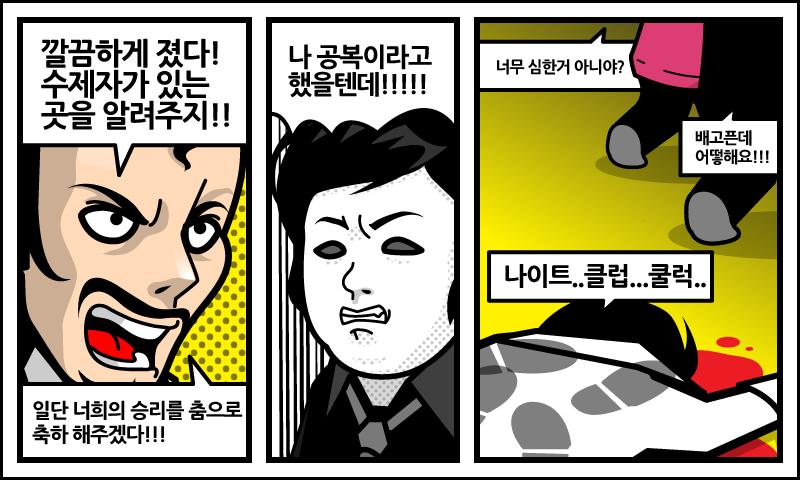 깔끔하게 졌다!
수제자가 있는
곳을 알려주지!!
일단 너희의 승리를 춤으로
축하 해주겠다!!!
나 공복이라고
했을텐데!!!!!
너무 심한거 아니야?
배고픈데
어떻해요!!!
나이트..클럽...쿨럭..